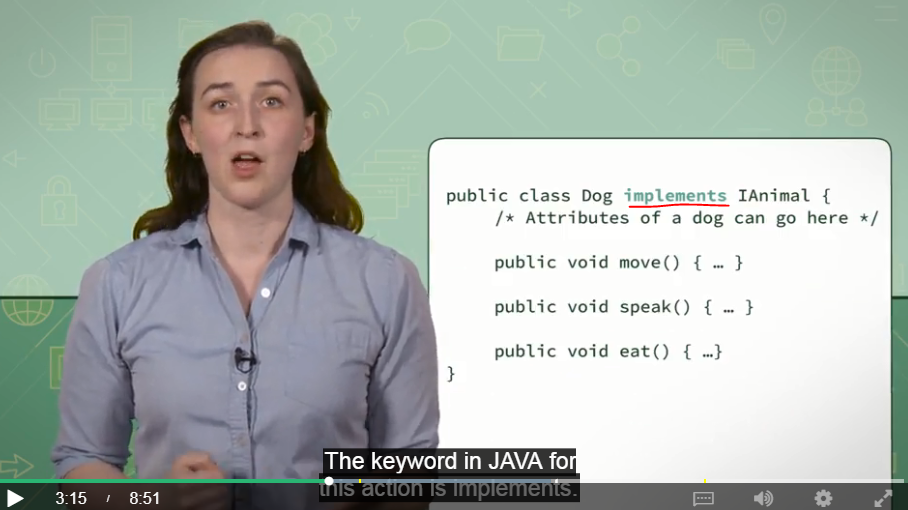 public class Dog implements IAnimal {
/* Attributes of a dog can go here */
public void move() { … }
public void speak() { … }
public void eat() { …}
}
The keyword in JAVA for
this action is implements.
3:15 / 8:51